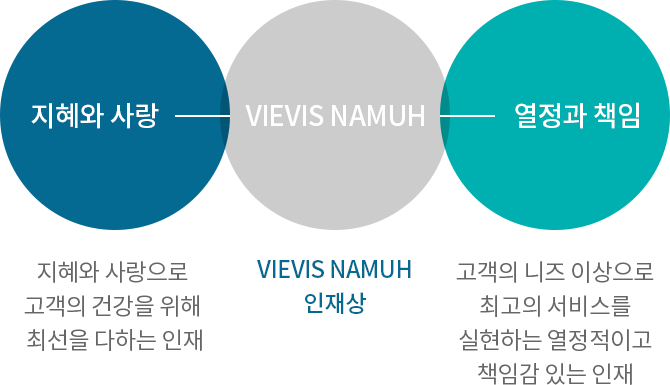 지혜와 사랑
VIEVIS NAMUH
열정과 책임
지혜와 사랑으로
고객의 건강을 위해
최선을 다하는 인재
VIEVIS NAMUH
인재상
고객의 니즈 이상으로
최고의 서비스를
실현하는 열정적이고
책임감 있는 인재